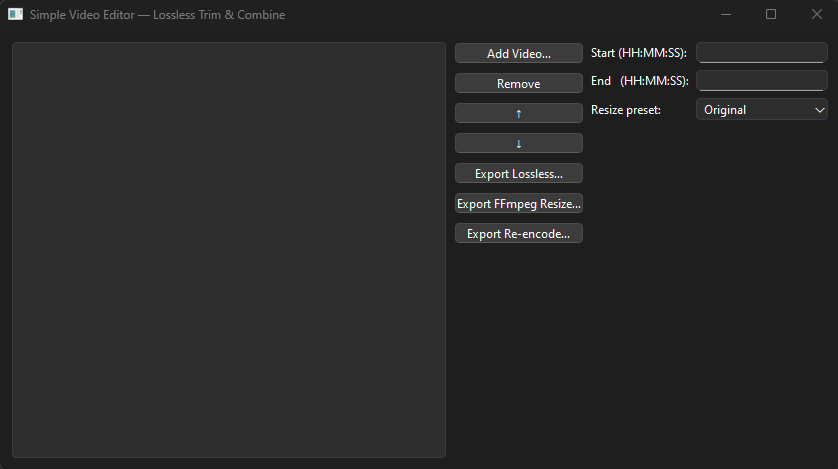 Simple Video Editor — Lossless Trim & Combine
Add Video...
Remove
↑
↓
Export Lossless...
Export FFmpeg Resize...
Export Re-encode...
Start (HH:MM:SS):
End (HH:MM:SS):
Resize preset:
Original